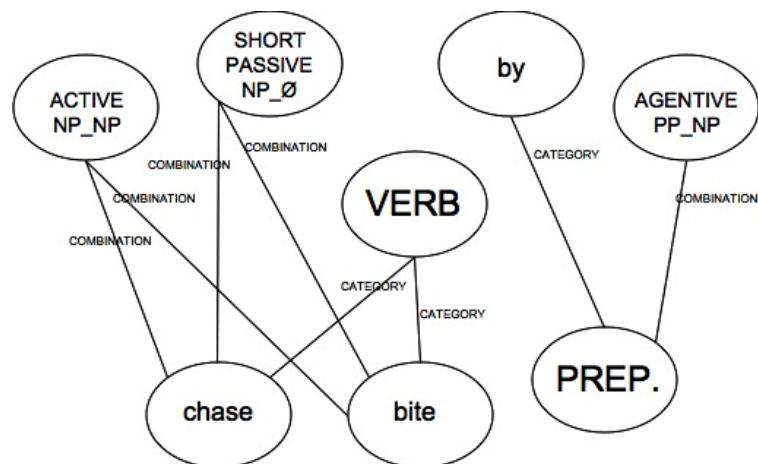 SHORT
PASSIVE
NP_Ø
by
ACTIVE
NP_NP
AGENTIVE
PP_NP
COMBINATION
COMBINATION
CATEGORY
COMBINATION
VERB
COMBINATION
COMBINATION
CATEGORY
CATEGORY
PREP.
chase
bite